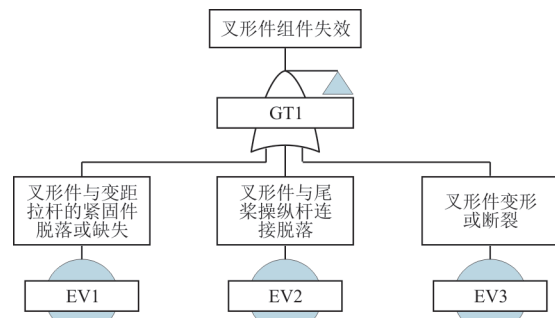 叉形件组件失效
GT1
叉形件与变距
拉杆的紧固件
脱落或缺失
叉形件与尾
桨操纵杆连
接脱落
叉形件变形
或断裂
EV1
EV2
EV3